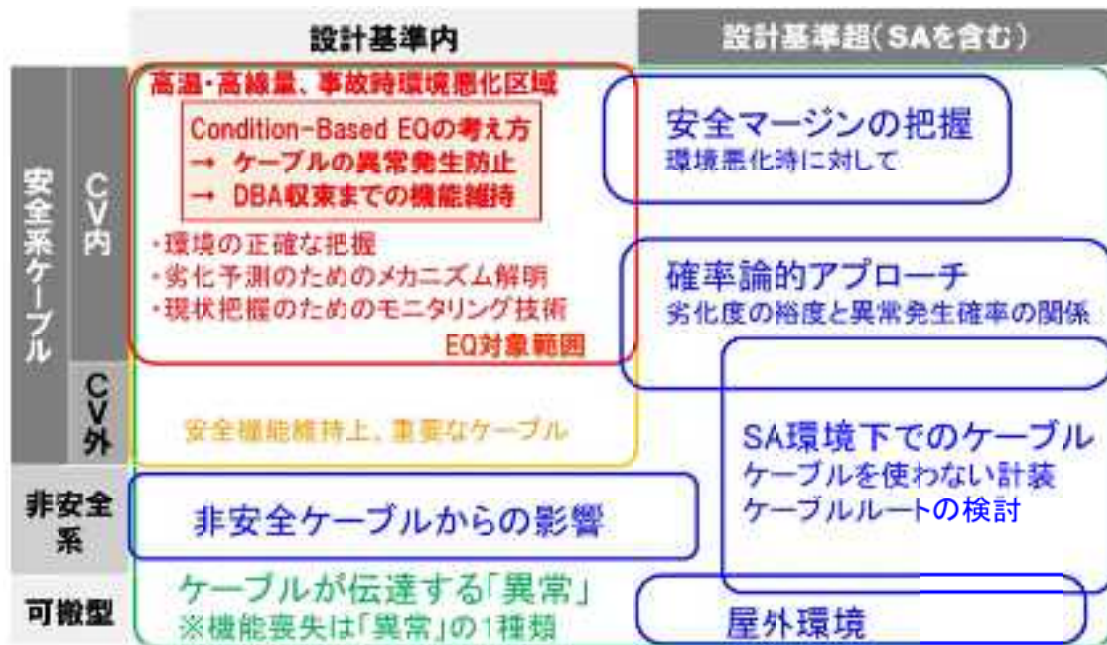 設計基準内
設計基準超(SAを含む)
安全系ケーブル
CV内
高温・高線量、事故時環境悪化区域
Condition-Based EQの考え方
→ ケーブルの異常発生防止
→ DBA収束までの機能維持
・環境の正確な把握
・劣化予測のためのメカニズム解明
・現状把握のためのモニタリング技術
EQ対象範囲
安全マージンの把握
環境悪化時に対して
確率論的アプローチ
劣化度の裕度と異常発生確率の関係
CV外
安全機能維持上、重要なケーブル
SA環境下でのケーブル
ケーブルを使わない計装
ケーブルルートの検討
非安全系
非安全ケーブルからの影響
可搬型
ケーブルが伝達する「異常」
※機能喪失は「異常」の1種類
屋外環境